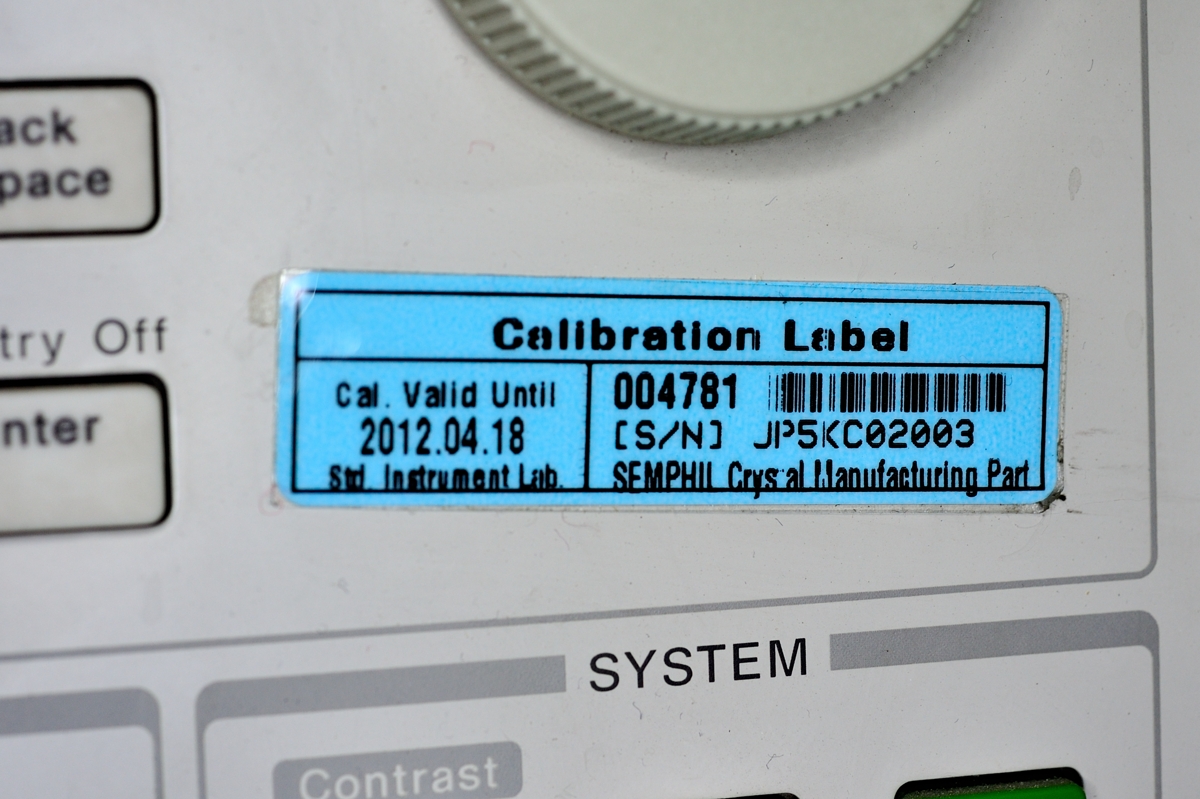 ack
pace
try Off
nter
Calibration Label
Cal. Valid Until
2012.04.18
Std. Instrument Lab.
004781
[S/N] JP5KC02003
SEMPHIL Crystal Manufacturing Part
SYSTEM
Contrast